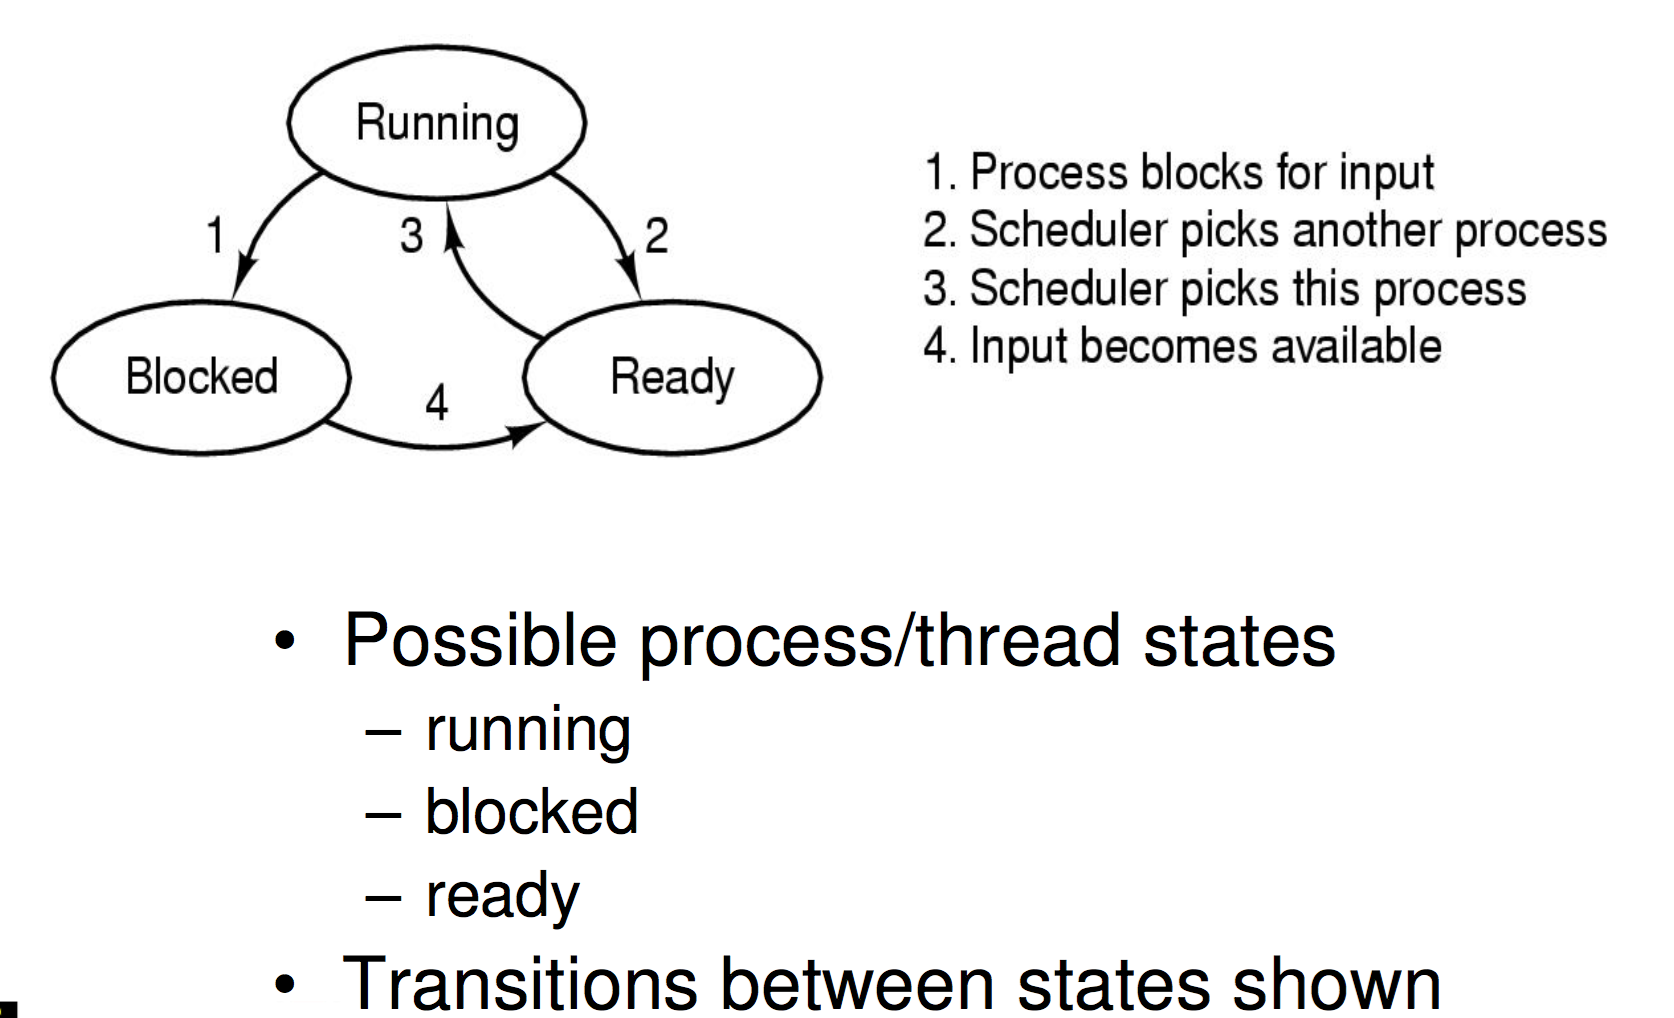 Running
1
3
2
Blocked
4
Ready
1. Process blocks for input
2. Scheduler picks another process
3. Scheduler picks this process
4. Input becomes available
• Possible process/thread states
– running
– blocked
– ready
• Transitions between states shown